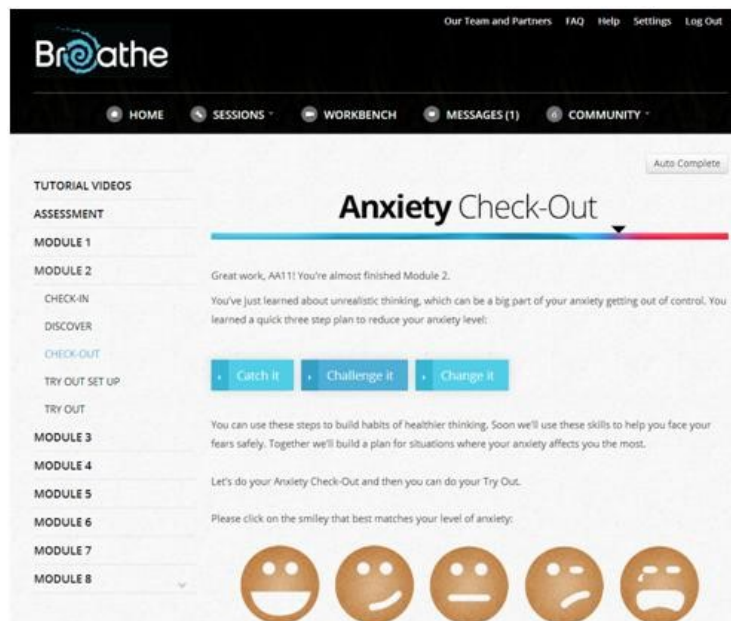 Our Team and Partners FAQ Help Settings Log Out
Breathe
HOME SESSIONS WORKBENCH MESSAGES (1) COMMUNITY
Auto Complete
TUTORIAL VIDEOS
ASSESSMENT
MODULE 1
MODULE 2
CHECK-IN
DISCOVER
CHECK-OUT
TRY OUT SET UP
TRY OUT
MODULE 3
MODULE 4
MODULE 5
MODULE 6
MODULE 7
MODULE 8
Anxiety Check-Out
Great work, AA11! You're almost finished Module 2.
You've just learned about unrealistic thinking, which can be a big part of your anxiety getting out of control. You
learned a quick three step plan to reduce your anxiety level:
Catch it Challenge it Change it
You can use these steps to build habits of healthier thinking. Soon we'll use these skills to help you face your
fears safely. Together we'll build a plan for situations where your anxiety affects you the most.
Let's do your Anxiety Check-Out and then you can do your Try Out.
Please click on the smiley that best matches your level of anxiety: